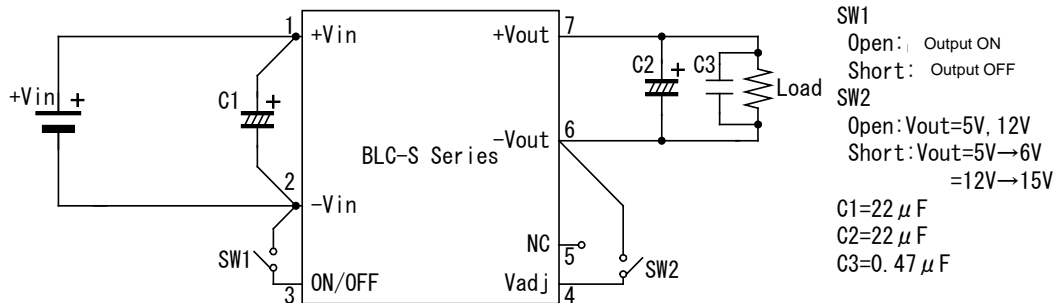 1
+Vin
+Vin
+
C1
+
2
-Vin
SW1
ON/OFF
3
BLC-S Series
+Vout
7
C2
+
C3
Load
-Vout
6
NC
5
Vadj
4
SW2
SW1
Open: Output ON
Short: Output OFF
SW2
Open:Vout=5V, 12V
Short:Vout=5V→6V
=12V→15V
C1=22μF
C2=22μF
C3=0.47μF